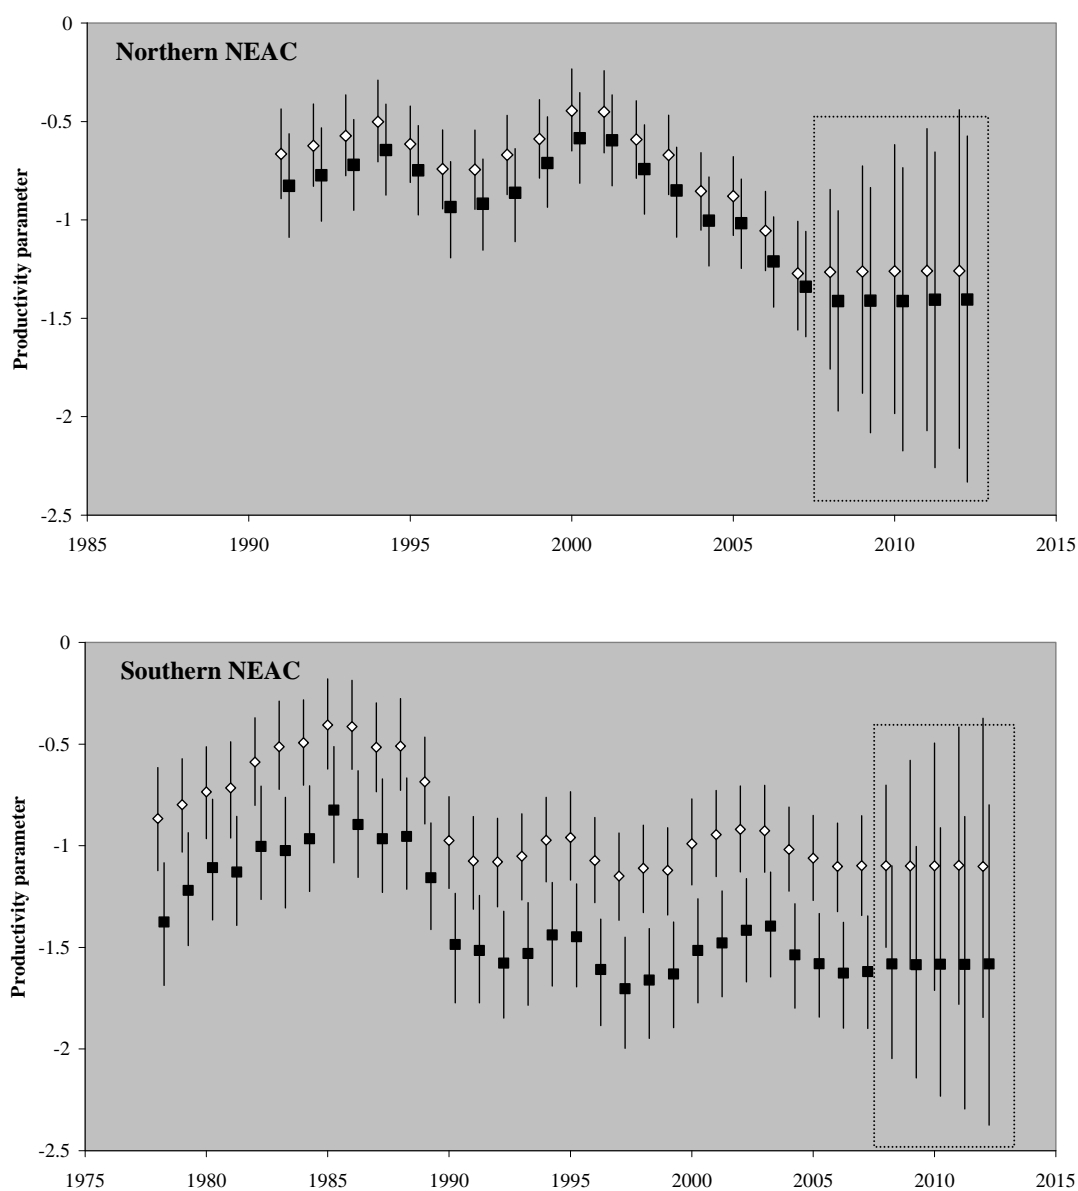 0
Northern NEAC
-0.5
-1
-1.5
-2
-2.5
Productivity parameter
1985 1990 1995 2000 2005 2010 2015
0
Southern NEAC
-0.5
-1
-1.5
-2
-2.5
Productivity parameter
1975 1980 1985 1990 1995 2000 2005 2010 2015